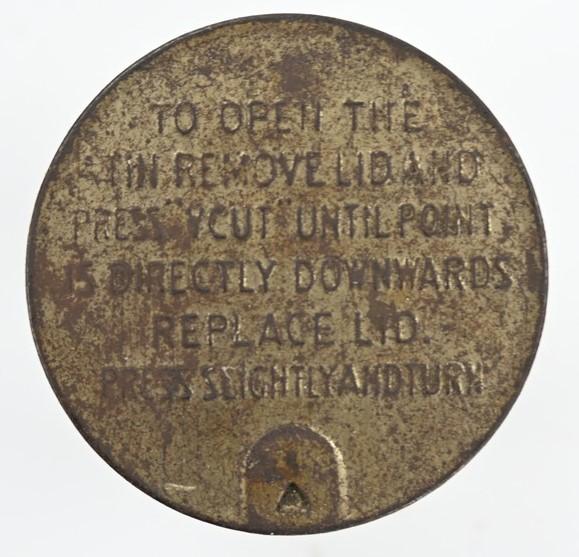 TO OPEN THE
TIN REMOVE LID AND
PRESS "VCUT" UNTIL POINT
IS DIRECTLY DOWNWARDS
REPLACE LID.
PRESS SLIGHTLY AND TURN